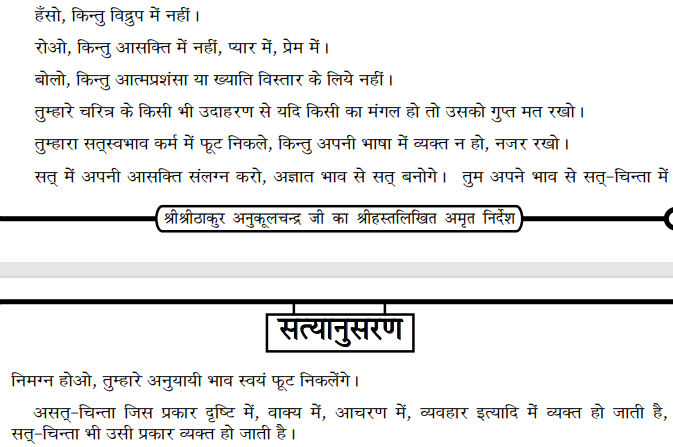 हँसो, किन्तु विद्रुप में नहीं।
रोओ, किन्तु आसक्ति में नहीं, प्यार में, प्रेम में।
बोलो, किन्तु आत्मप्रशंसा या ख्याति विस्तार के लिये नहीं।
तुम्हारे चरित्र के किसी भी उदाहरण से यदि किसी का मंगल हो तो उसको गुप्त मत रखो।
तुम्हारा सत्स्वभाव कर्म में फूट निकले, किन्तु अपनी भाषा में व्यक्त न हो, नजर रखो।
सत् में अपनी आसक्ति संलग्न करो, अज्ञात भाव से सत् बनोगे। तुम अपने भाव से सत्-चिन्ता में
श्रीश्रीठाकुर अनुकूलचन्द्र जी का श्रीहस्तलिखित अमृत निर्देश
सत्यानुसरण
निमग्न होओ, तुम्हारे अनुयायी भाव स्वयं फूट निकलेंगे।
असत्-चिन्ता जिस प्रकार दृष्टि में, वाक्य में, आचरण में, व्यवहार इत्यादि में व्यक्त हो जाती है,
सत्-चिन्ता भी उसी प्रकार व्यक्त हो जाती है।